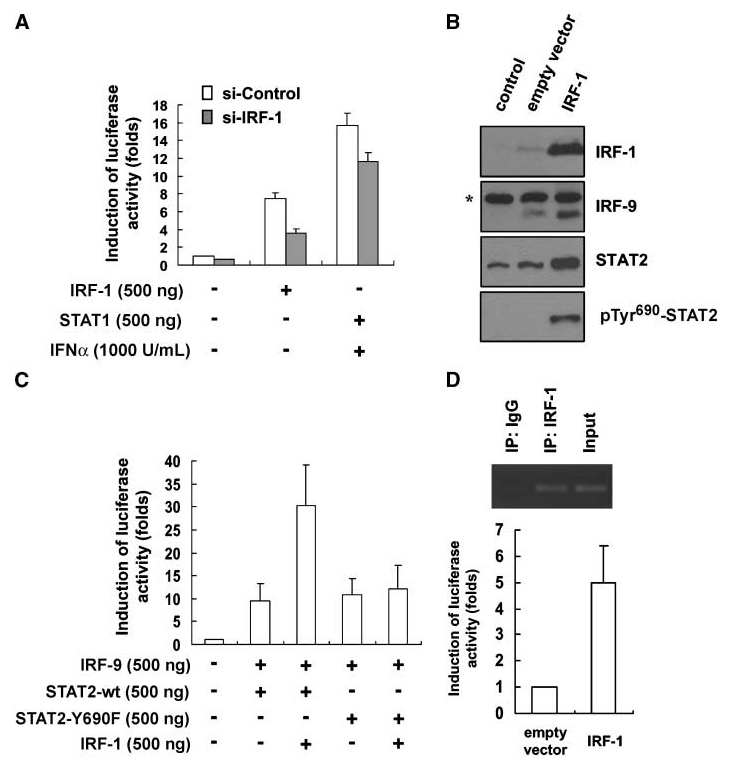 A
si-Control
si-IRF-1
Induction of luciferase
activity (folds)
18
16
14
12
10
8
6
4
2
0
IRF-1 (500 ng) - + -
STAT1 (500 ng) - - +
IFNα (1000 U/mL) - - +
B
control
empty vector
IRF-1
IRF-1
* IRF-9
STAT2
pTyr690-STAT2
C
Induction of luciferase
activity (folds)
40
35
30
25
20
15
10
5
0
IRF-9 (500 ng) - + + + +
STAT2-wt (500 ng) - + + - -
STAT2-Y690F (500 ng) - - - + +
IRF-1 (500 ng) - - + - +
D
IP: IgG
IP: IRF-1
Input
Induction of luciferase
activity (folds)
7
6
5
4
3
2
1
0
empty
vector
IRF-1